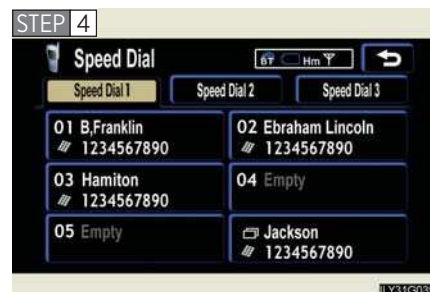 STEP 4
Speed Dial
BT Hm
Speed Dial 1 Speed Dial 2 Speed Dial 3
01 B,Franklin
1234567890
02 Ebraham Lincoln
1234567890
03 Hamiton
1234567890
04 Empty
05 Empty
Jackson
1234567890